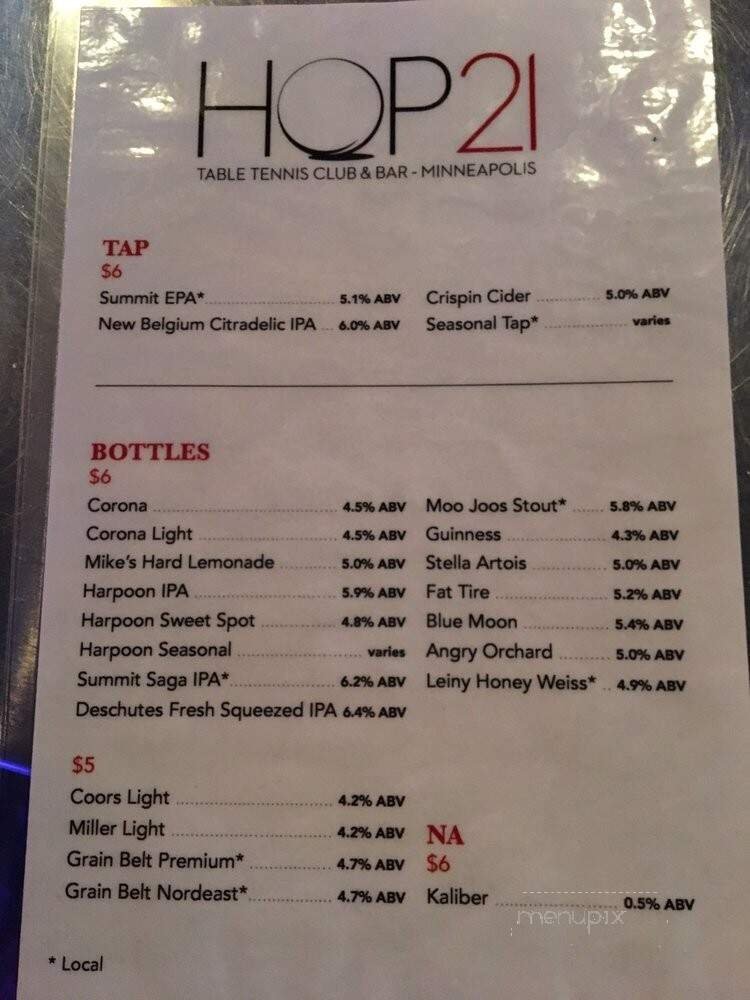 HOP21
TABLE TENNIS CLUB & BAR - MINNEAPOLIS
TAP
$6
Summit EPA* 5.1% ABV
New Belgium Citradelic IPA 6.0% ABV
Crispin Cider 5.0% ABV
Seasonal Tap* varies
BOTTLES
$6
Corona 4.5% ABV
Corona Light 4.5% ABV
Mike's Hard Lemonade 5.0% ABV
Harpoon IPA 5.9% ABV
Harpoon Sweet Spot 4.8% ABV
Harpoon Seasonal varies
Summit Saga IPA* 6.2% ABV
Deschutes Fresh Squeezed IPA 6.4% ABV
Moo Joos Stout* 5.8% ABV
Guinness 4.3% ABV
Stella Artois 5.0% ABV
Fat Tire 5.2% ABV
Blue Moon 5.4% ABV
Angry Orchard 5.0% ABV
Leiny Honey Weiss* 4.9% ABV
$5
Coors Light 4.2% ABV
Miller Light 4.2% ABV
Grain Belt Premium* 4.7% ABV
Grain Belt Nordeast* 4.7% ABV
NA
$6
Kaliber 0.5% ABV
menupix
* Local